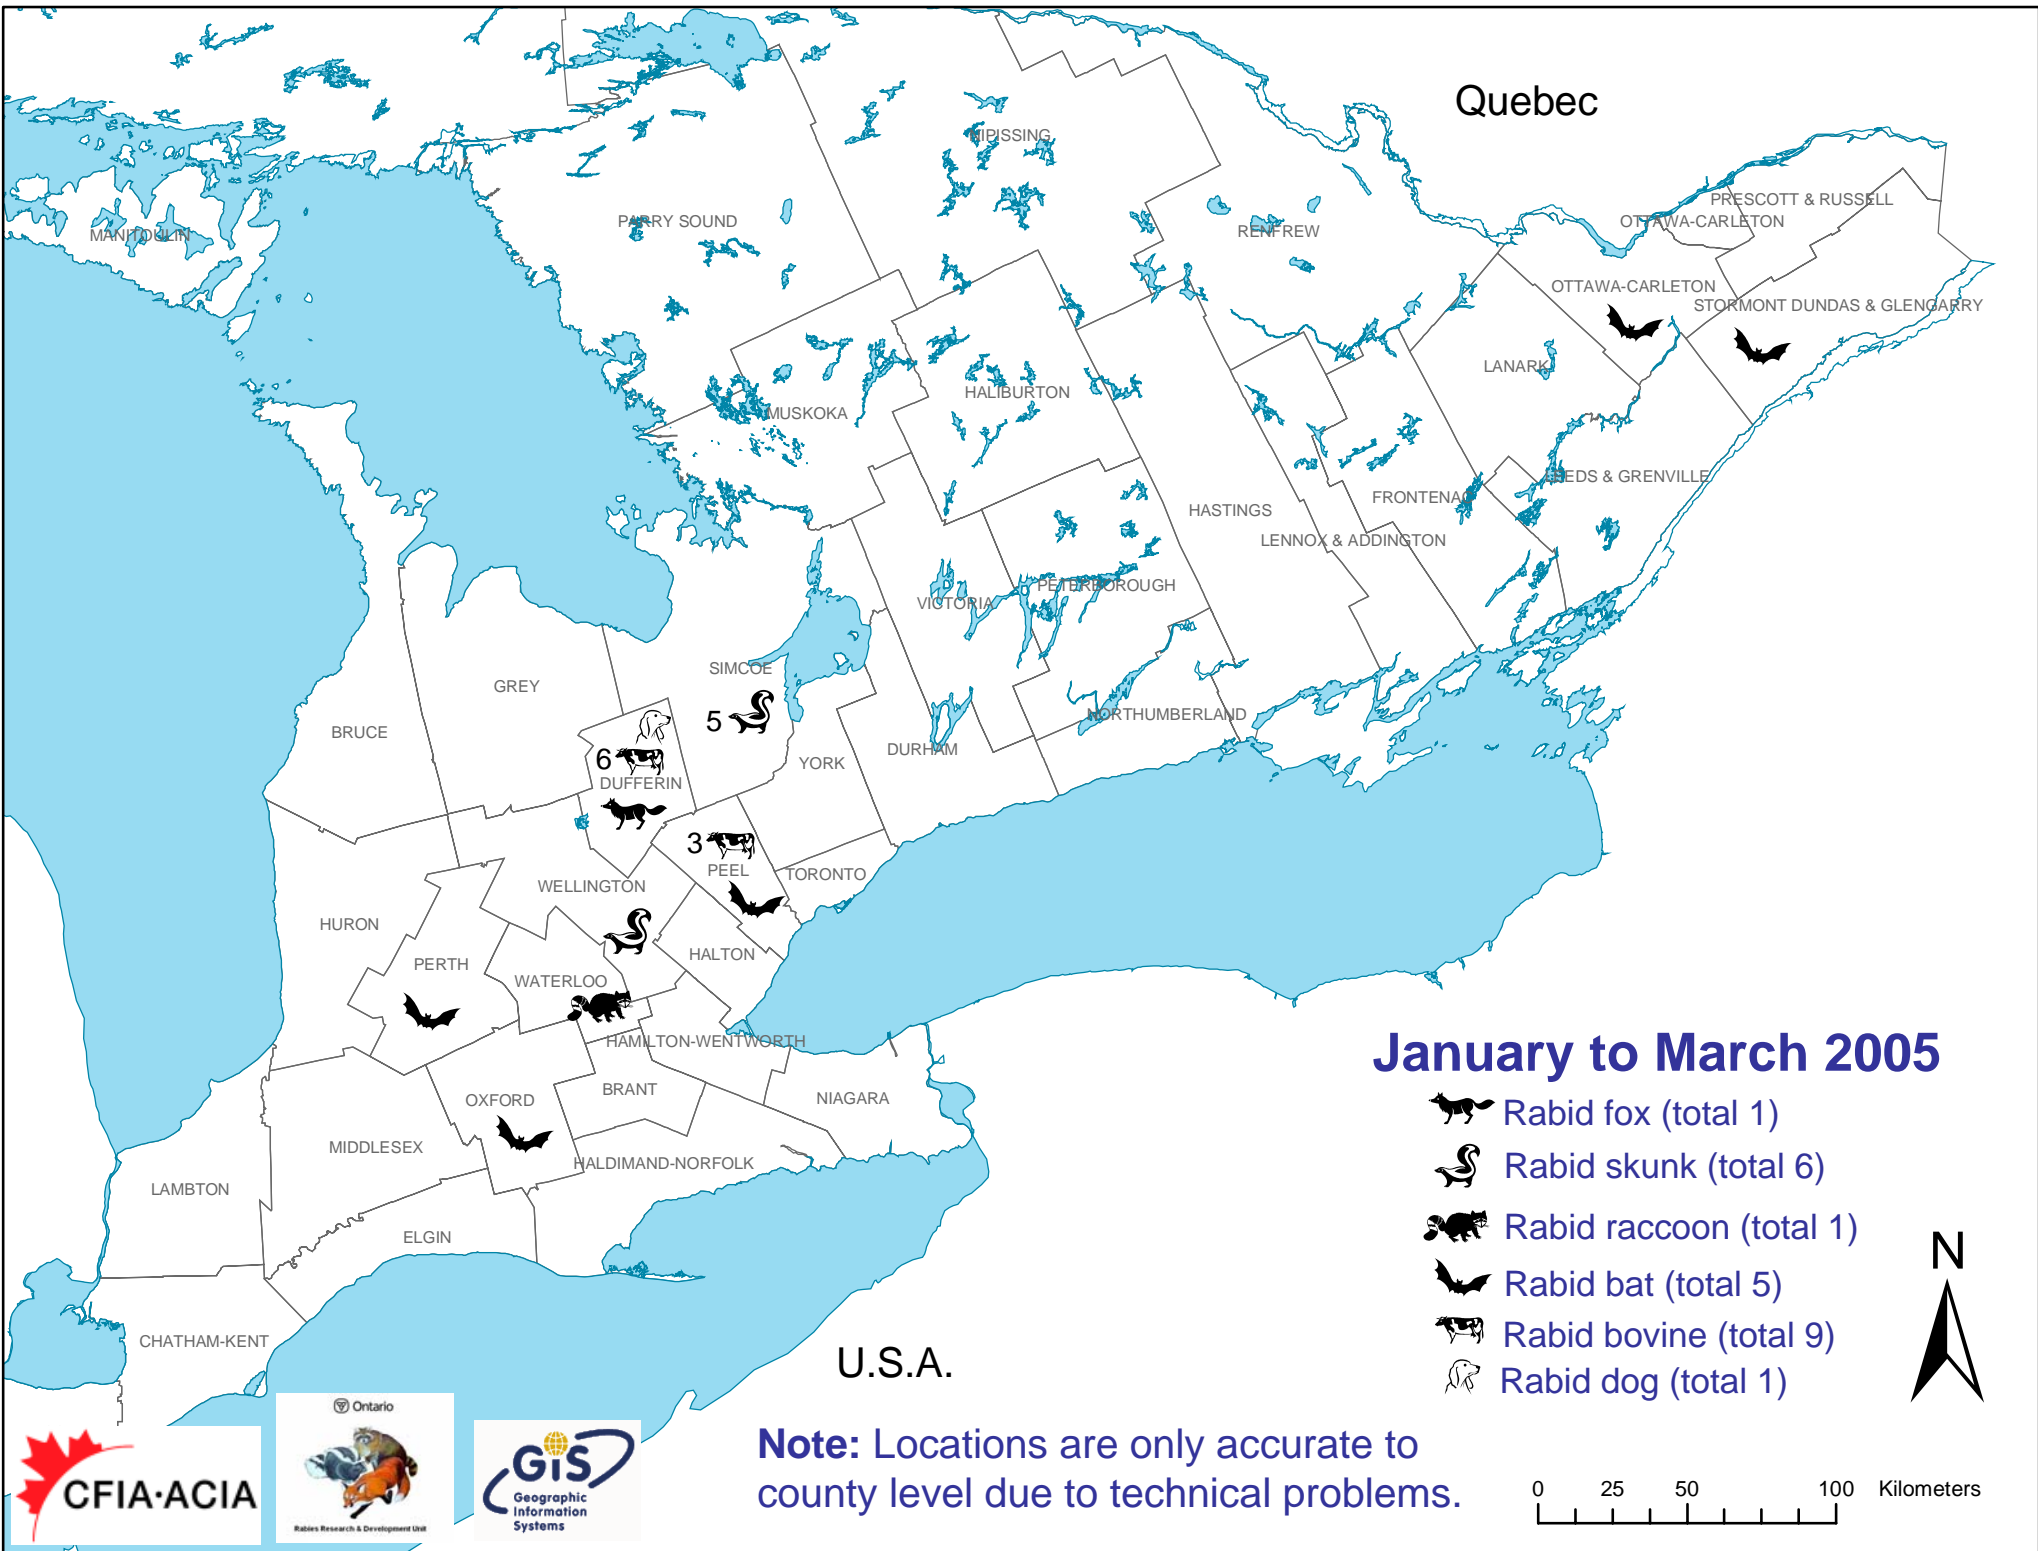 Quebec
NIPISSING
PRESCOTT & RUSSELL
OTTAWA-CARLETON
PARRY SOUND
RENFREW
MANITOULIN
OTTAWA-CARLETON
STORMONT DUNDAS & GLENGARRY
LANARK
HALIBURTON
MUSKOKA
LEEDS & GRENVILLE
FRONTENAC
HASTINGS
LENNOX & ADDINGTON
PETERBOROUGH
VICTORIA
SIMCOE
GREY
5
NORTHUMBERLAND
BRUCE
DURHAM
6
YORK
DUFFERIN
3
PEEL
TORONTO
WELLINGTON
HURON
HALTON
PERTH
WATERLOO
HAMILTON-WENTWORTH
BRANT
NIAGARA
OXFORD
MIDDLESEX
HALDIMAND-NORFOLK
LAMBTON
ELGIN
CHATHAM-KENT
U.S.A.
January to March 2005
Rabid fox (total 1)
Rabid skunk (total 6)
Rabid raccoon (total 1)
Rabid bat (total 5)
Rabid bovine (total 9)
Rabid dog (total 1)
N
Note: Locations are only accurate to
county level due to technical problems.
0 25 50 100 Kilometers
CFIA·ACIA
Ontario
Rabies Research & Development Unit
GIS
Geographic
Information
Systems